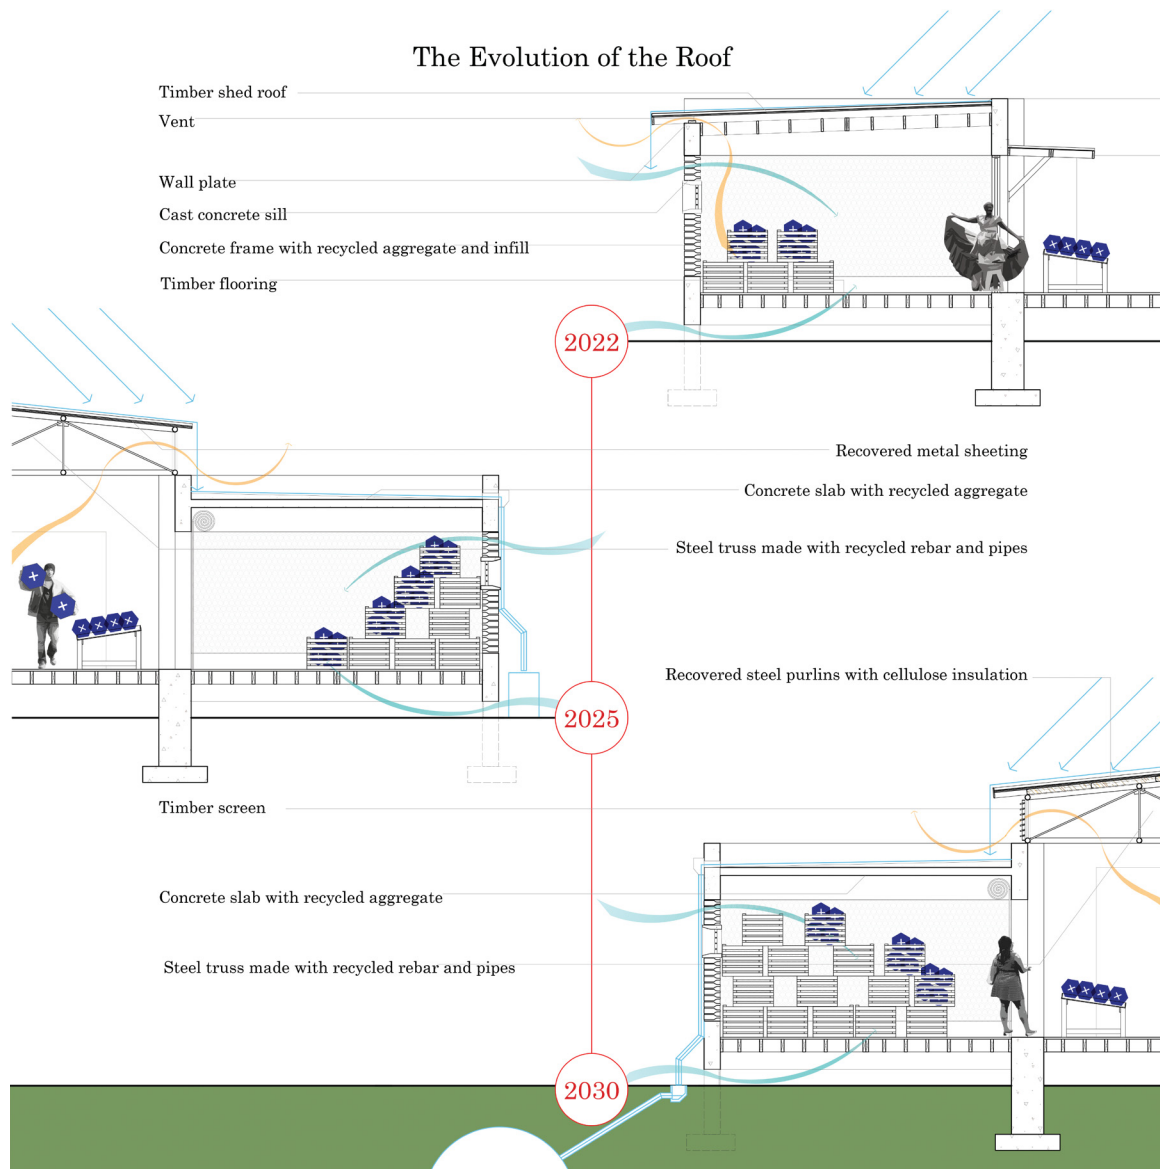 The Evolution of the Roof
Timber shed roof
Vent
Wall plate
Cast concrete sill
Concrete frame with recycled aggregate and infill
Timber flooring
2022
Recovered metal sheeting
Concrete slab with recycled aggregate
Steel truss made with recycled rebar and pipes
Recovered steel purlins with cellulose insulation
2025
Timber screen
Concrete slab with recycled aggregate
Steel truss made with recycled rebar and pipes
2030